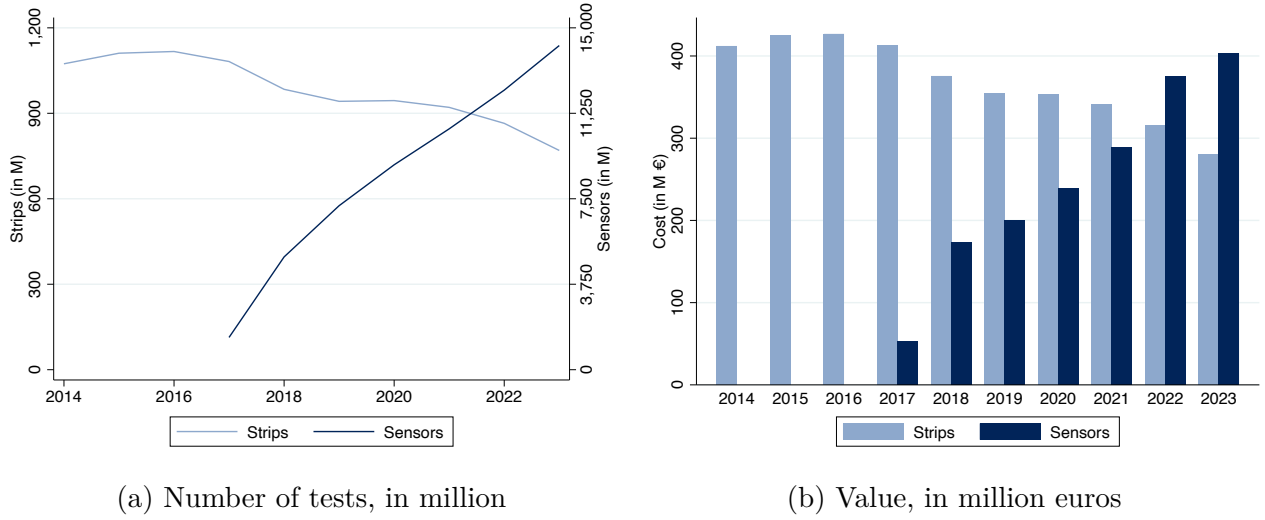 Strips (in M)
1,200
900
600
300
0
15,000
11,250
7,500
3,750
0
Sensors (in M)
2014 2016 2018 2020 2022
Strips Sensors
(a) Number of tests, in million
Cost (in M €)
400
300
200
100
0
2014 2015 2016 2017 2018 2019 2020 2021 2022 2023
Strips Sensors
(b) Value, in million euros